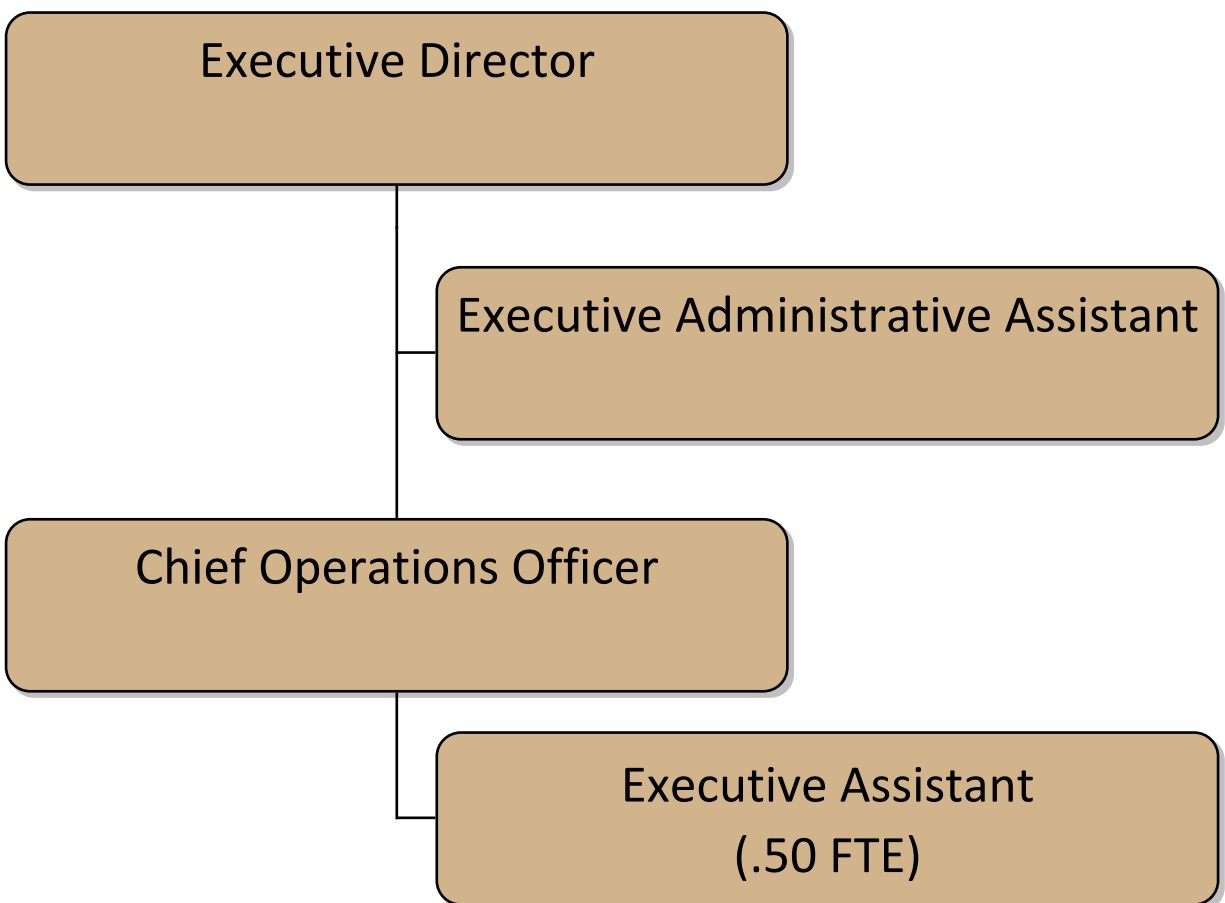 Executive Director
Executive Administrative Assistant
Chief Operations Officer
Executive Assistant
(.50 FTE)